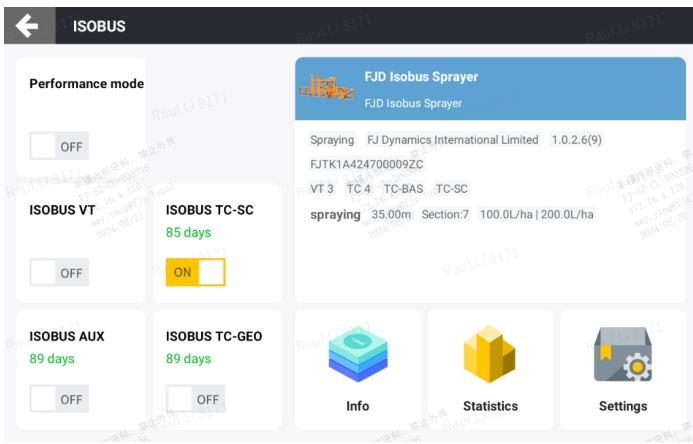 ISOBUS
Performance mode
OFF
FJD Isobus Sprayer
FJD Isobus Sprayer
Spraying FJ Dynamics International Limited 1.0.2.6(9)
FJTK1A424700009ZC
VT 3 TC 4 TC-BAS TC-SC
spraying 35.00m Section:7 100.0L/ha | 200.0L/ha
ISOBUS VT
OFF
ISOBUS TC-SC
85 days
ON
ISOBUS AUX
89 days
OFF
ISOBUS TC-GEO
89 days
OFF
Info
Statistics
Settings
Raul.Li8171